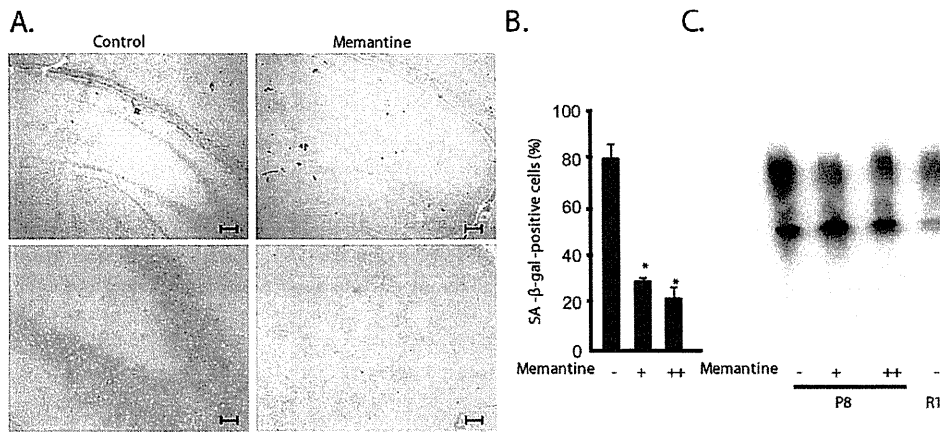 A.
B.
C.
Control
Memantine
SA -β-gal-positive cells (%)
100
80
60
40
20
0
*
*
Memantine
-
+
++
Memantine
-
+
++
-
P8
R1